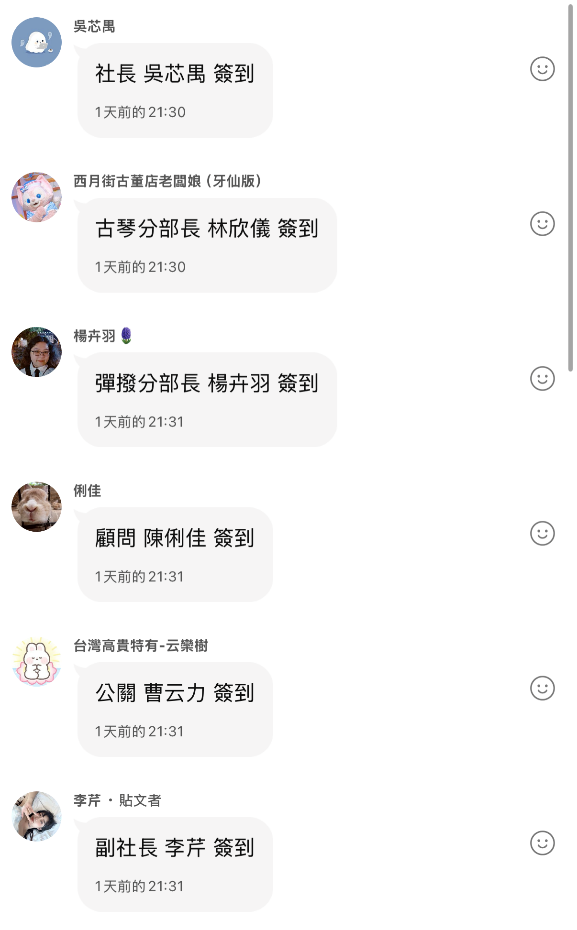 吳芯禺
社長 吳芯禺 簽到
1天前的 21:30
西月街古董店老闆娘 (牙仙版)
古琴分部長 林欣儀 簽到
1天前的 21:30
楊卉羽
彈撥分部長 楊卉羽 簽到
1天前的 21:31
俐佳
顧問 陳俐佳 簽到
1天前的 21:31
台灣高貴特有-云欒樹
公關 曹云力 簽到
1天前的 21:31
李芹・貼文者
副社長 李芹 簽到
1天前的 21:31